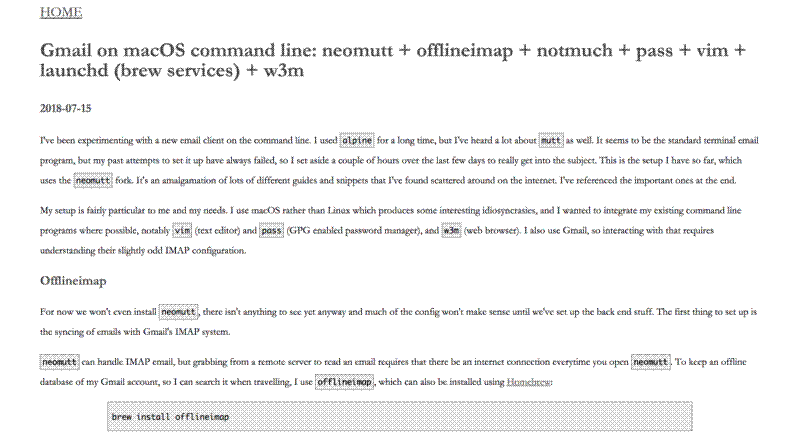 HOME
Gmail on macOS command line: neomutt + offlineimap + notmuch + pass + vim +
launchd (brew services) + w3m
2018-07-15
I've been experimenting with a new email client on the command line. I used alpine for a long time, but I've heard a lot about mutt as well. It seems to be the standard terminal email
program, but my past attempes to set it up have always failed, so I set aside a couple of hours over the last few days to really get into the subject. This is the setup I have so far, which
uses the neomutt fork. It's an amalgamation of lots of different guides and snippets that I've found scattered around on the internet. I've referenced the important ones at the end.
My setup is fairly particular to me and my needs. I use macOS rather than Linux which produces some interesting idiosyncrasies, and I wanted to integrate my existing command line
programs where possible, notably vim (text editor) and pass (GPG enabled password manager), and w3m (web browser). I also use Gmail, so interacting with that requires
understanding their slightly odd IMAP configuration.
Offlineimap
For now we won't even install neomutt, there isn't anything to see yet anyway and much of the config won't make sense until we've set up the back end stuff. The first thing to set up is
the syncing of emails with Gmail's IMAP system.
neomutt can handle IMAP email, but grabbing from a remote server to read an email requires that there be an internet connection everytime you open neomutt. To keep an offline
database of my Gmail account, so I can search it when travelling, I use offlineimap, which can also be installed using Homebrew:
brew install offlineimap